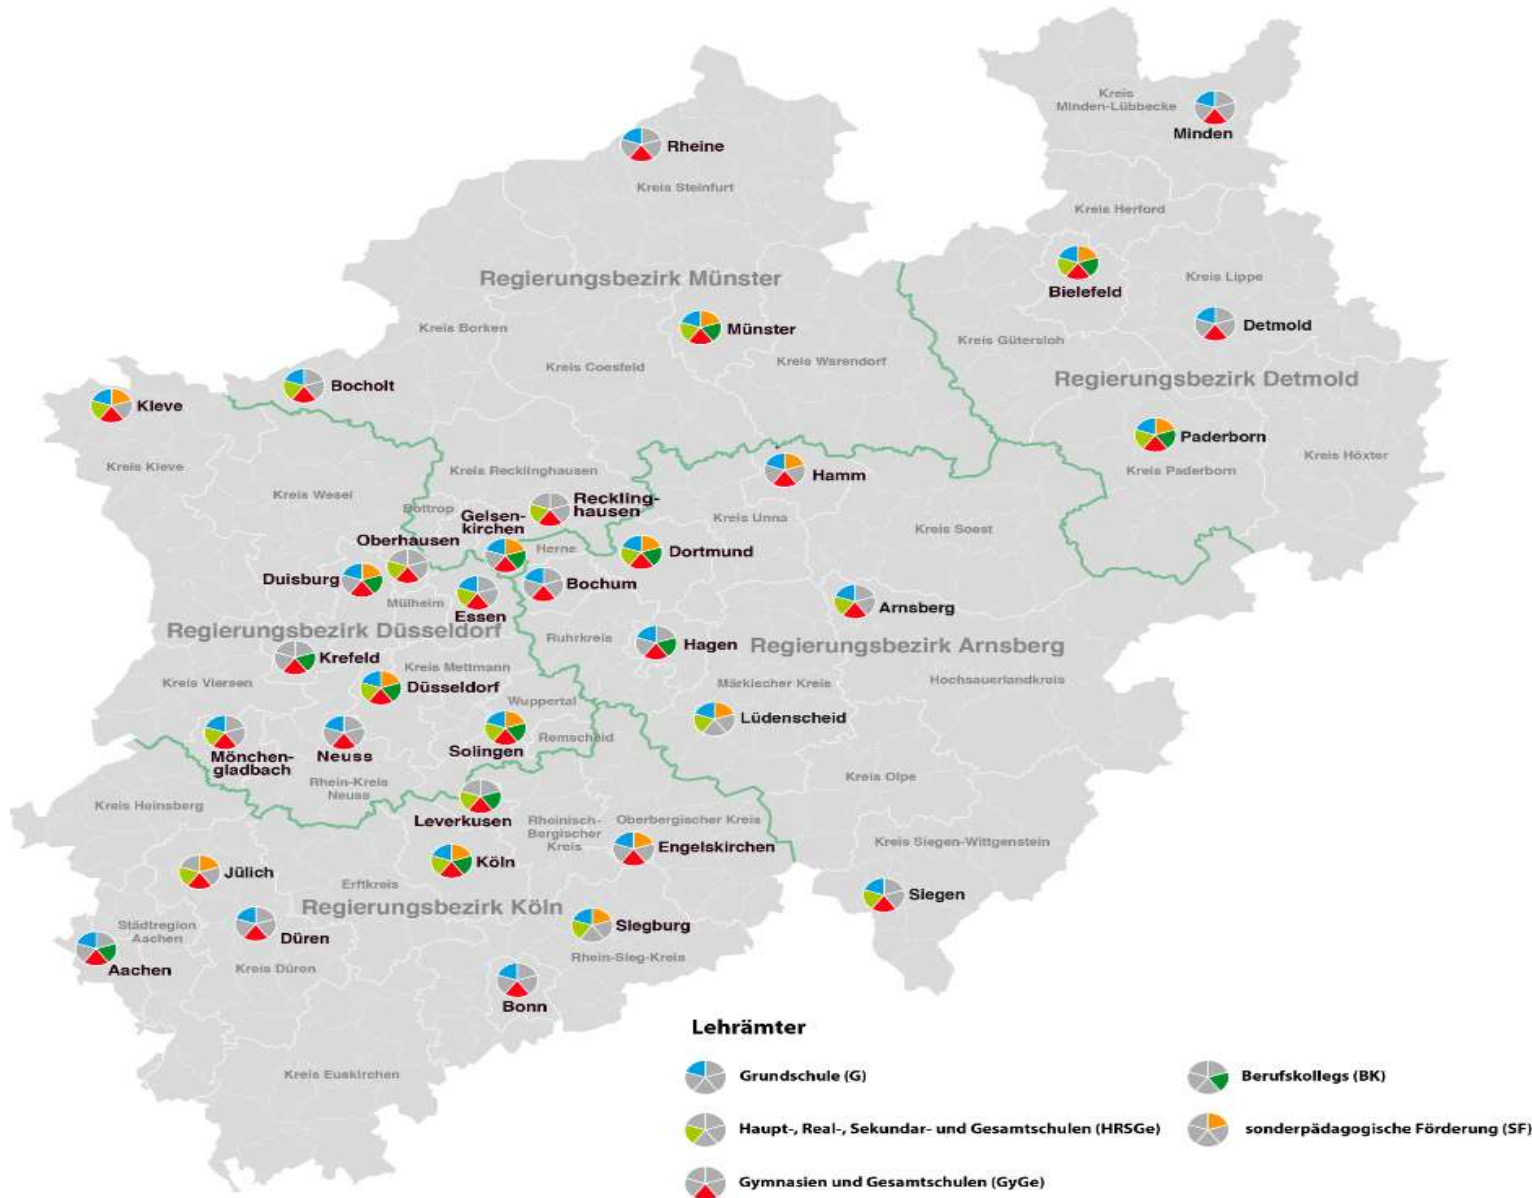 Kreis
Minden-Lübbecke
Minden
Rheine
Kreis Steinfurt
Kreis Herford
Regierungsbezirk Münster
Bielefeld
Kreis Lippe
Kreis Borken
Münster
Detmold
Kreis Gütersloh
Kreis Coesfeld
Kreis Warendorf
Regierungsbezirk Detmold
Bocholt
Kleve
Paderborn
Kreis Kleve
Kreis Recklinghausen
Kreis Paderborn
Kreis Höxter
Hamm
Kreis Wesel
Bottrop
Reckling-
hausen
Gelsen-
kirchen
Kreis Unna
Kreis Soest
Oberhausen
Herne
Dortmund
Duisburg
Bochum
Mülheim
Essen
Arnsberg
Regierungsbezirk Düsseldorf
Ruhrkreis
Hagen
Regierungsbezirk Arnsberg
Krefeld
Kreis Mettmann
Kreis Viersen
Düsseldorf
Märkischer Kreis
Hochsauerlandkreis
Wuppertal
Lüdenscheid
Mönchen-
gladbach
Neuss
Solingen
Remscheid
Rhein-Kreis
Neuss
Kreis Olpe
Kreis Heinsberg
Leverkusen
Rheinisch-
Bergischer
Kreis
Oberbergischer Kreis
Kreis Siegen-Wittgenstein
Engelskirchen
Jülich
Köln
Erftkreis
Siegen
Regierungsbezirk Köln
Städtregion
Aachen
Düren
Siegburg
Aachen
Kreis Düren
Rhein-Sieg-Kreis
Bonn
Kreis Euskirchen
Lehrämter
Grundschule (G)
Berufskollegs (BK)
Haupt-, Real-, Sekundar- und Gesamtschulen (HRSGe)
sonderpädagogische Förderung (SF)
Gymnasien und Gesamtschulen (GyGe)